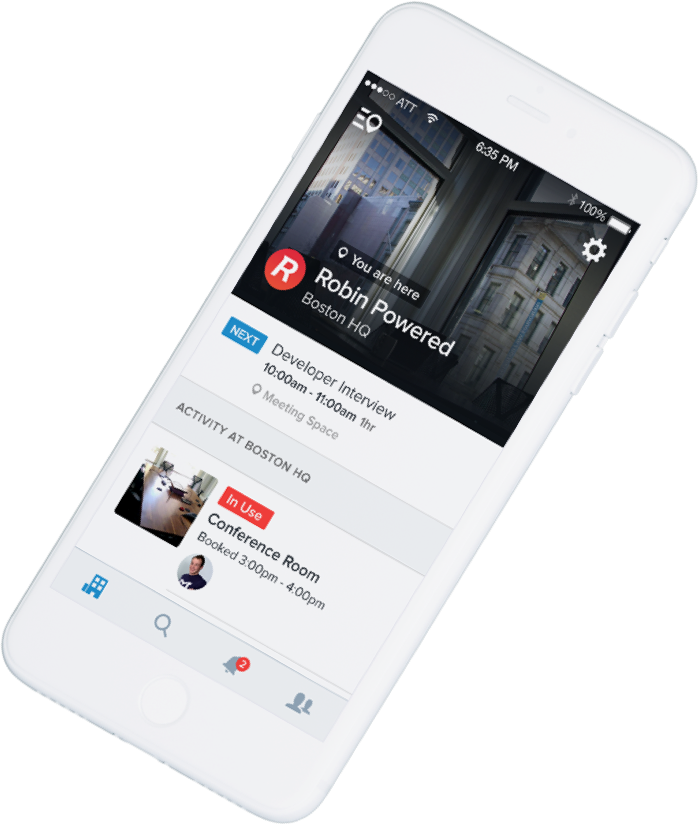 ATT
6:35 PM
100%
You are here
R
Robin Powered
Boston HQ
NEXT
Developer Interview
10:00am - 11:00am 1hr
Meeting Space
ACTIVITY AT BOSTON HQ
In Use
Conference Room
Booked 3:00pm - 4:00pm
2